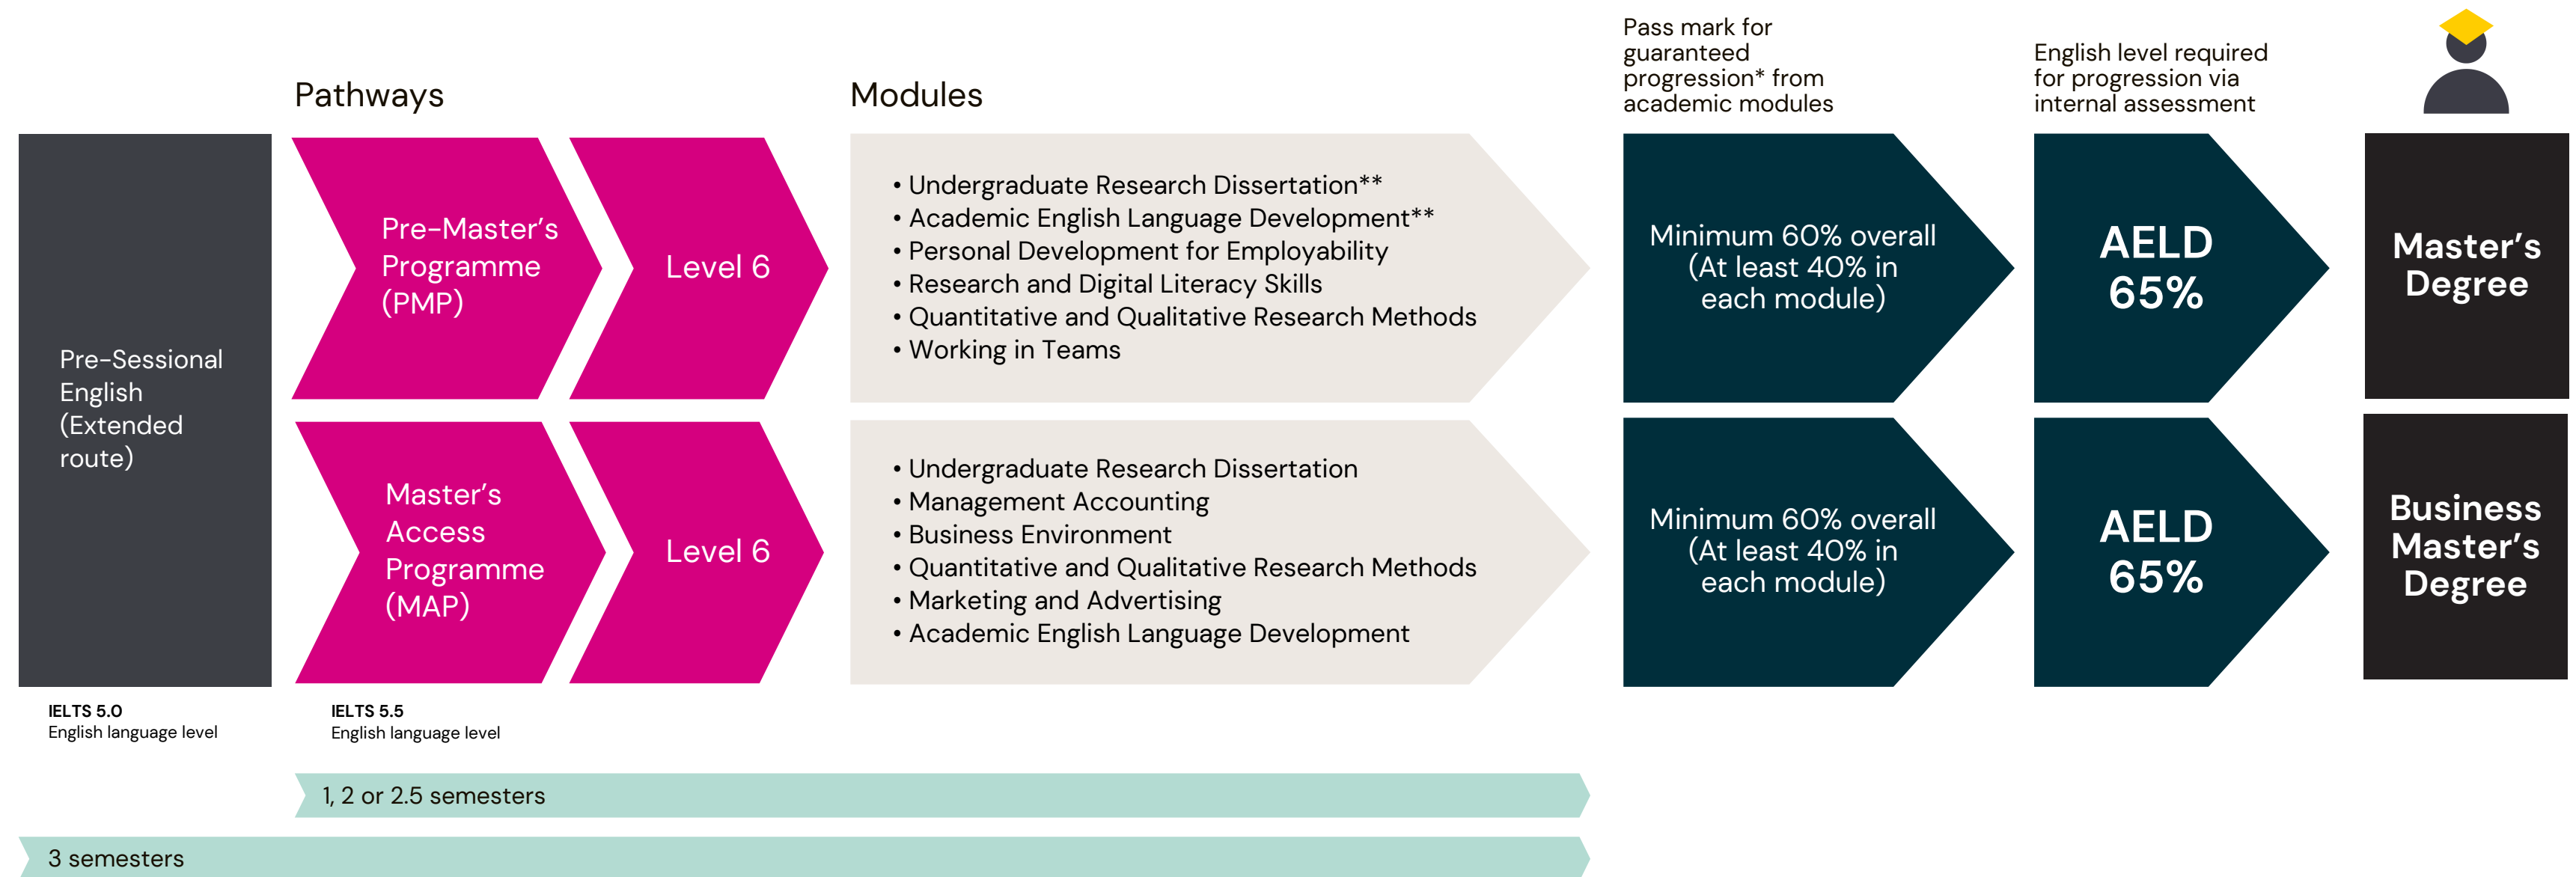 Pathways
Modules
Pass mark for
guaranteed
progression* from
academic modules
English level required
for progression via
internal assessment
Pre-Sessional
English
(Extended
route)
Pre-Master's
Programme
(PMP)
Level 6
• Undergraduate Research Dissertation**
• Academic English Language Development**
• Personal Development for Employability
• Research and Digital Literacy Skills
• Quantitative and Qualitative Research Methods
• Working in Teams
Minimum 60% overall
(At least 40% in
each module)
AELD
65%
Master's
Degree
Master's
Access
Programme
(MAP)
Level 6
• Undergraduate Research Dissertation
• Management Accounting
• Business Environment
• Quantitative and Qualitative Research Methods
• Marketing and Advertising
• Academic English Language Development
Minimum 60% overall
(At least 40% in
each module)
AELD
65%
Business
Master's
Degree
IELTS 5.0
English language level
IELTS 5.5
English language level
1, 2 or 2.5 semesters
3 semesters